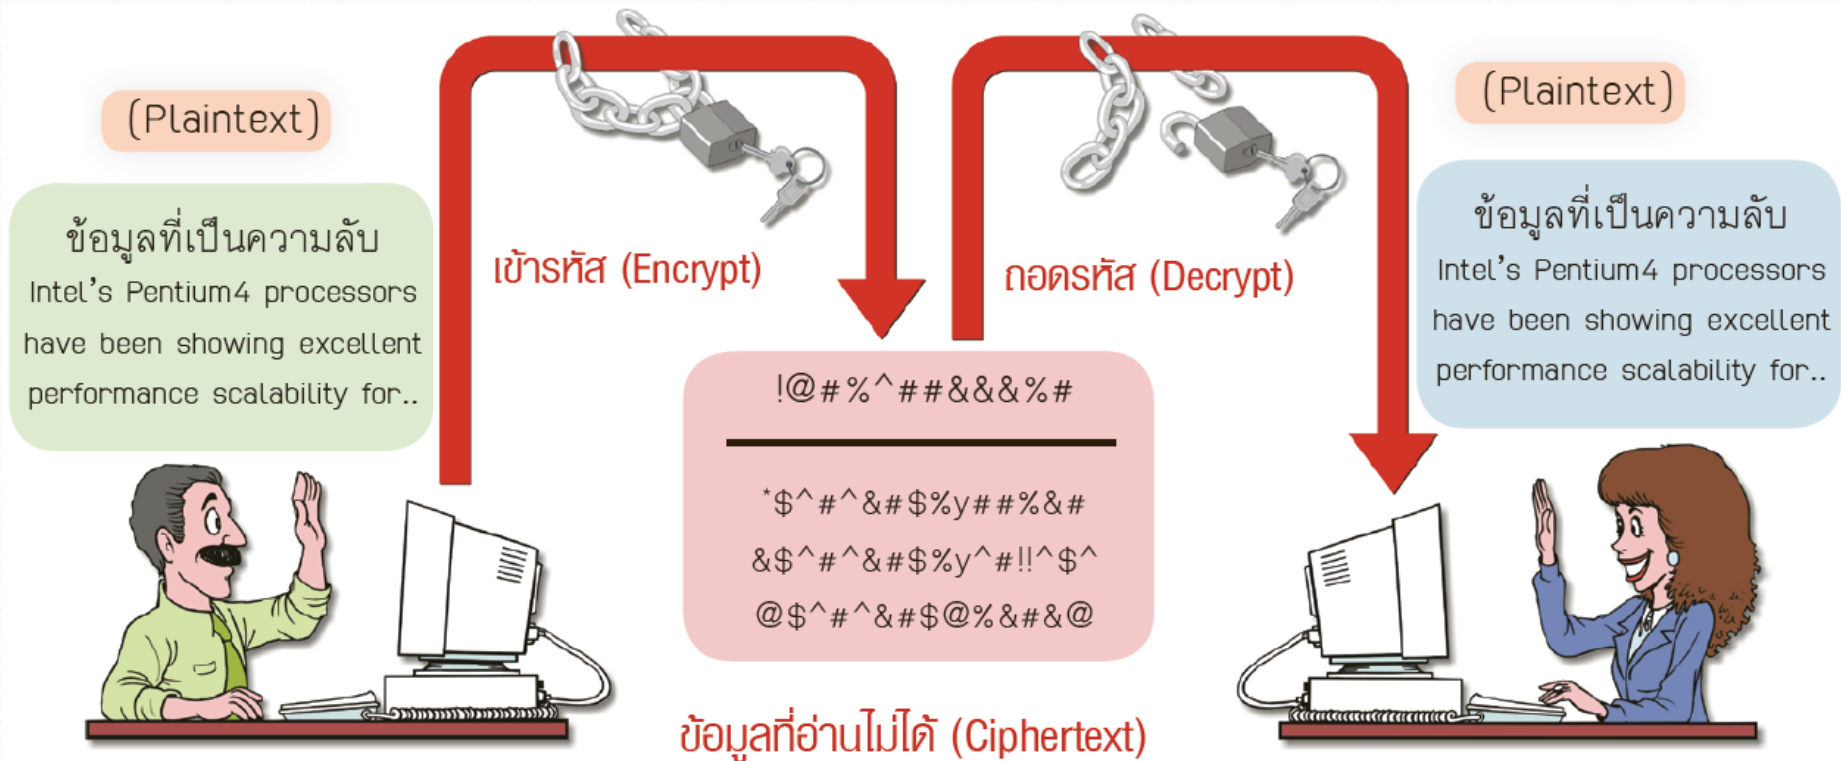 (Plaintext)
ข้อมูลที่เป็นความลับ
Intel's Pentium4 processors
have been showing excellent
performance scalability for..
เข้ารหัส (Encrypt)
!@#%^##&&&%#
*$^#^&#$%y##%&#
&$^#^&#$%y^#!!^$^
@$^#^&#$@%&#&@
ข้อมูลที่อ่านไม่ได้ (Ciphertext)
ถอดรหัส (Decrypt)
(Plaintext)
ข้อมูลที่เป็นความลับ
Intel's Pentium4 processors
have been showing excellent
performance scalability for..